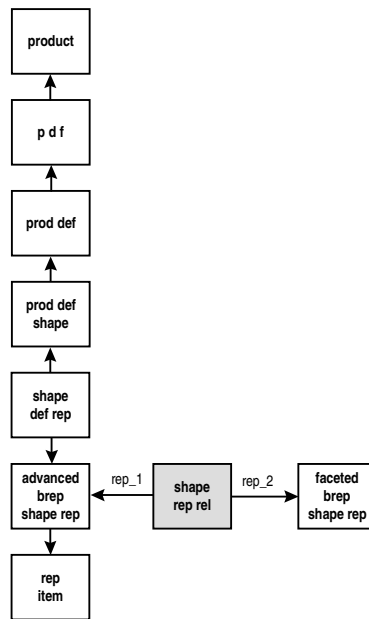 product
p d f
prod def
prod def
shape
shape
def rep
advanced
brep
shape rep
rep_1
shape
rep rel
rep_2
faceted
brep
shape rep
rep
item